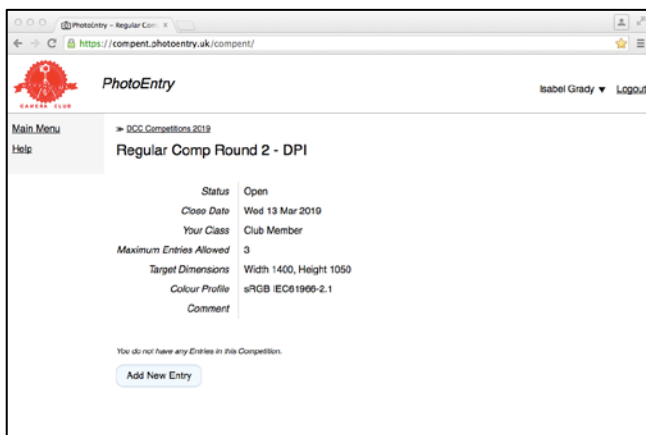 PhotoEntry – Regular Com
https://compent.photoentry.uk/compent/
CAMERA CLUB
PhotoEntry
Isabel Grady ▼ Logout
Main Menu
Help
≫ DCC Competitions 2019
Regular Comp Round 2 - DPI
Status Open
Close Date Wed 13 Mar 2019
Your Class Club Member
Maximum Entries Allowed 3
Target Dimensions Width 1400, Height 1050
Colour Profile sRGB IEC61966-2.1
Comment
You do not have any Entries in this Competition.
Add New Entry